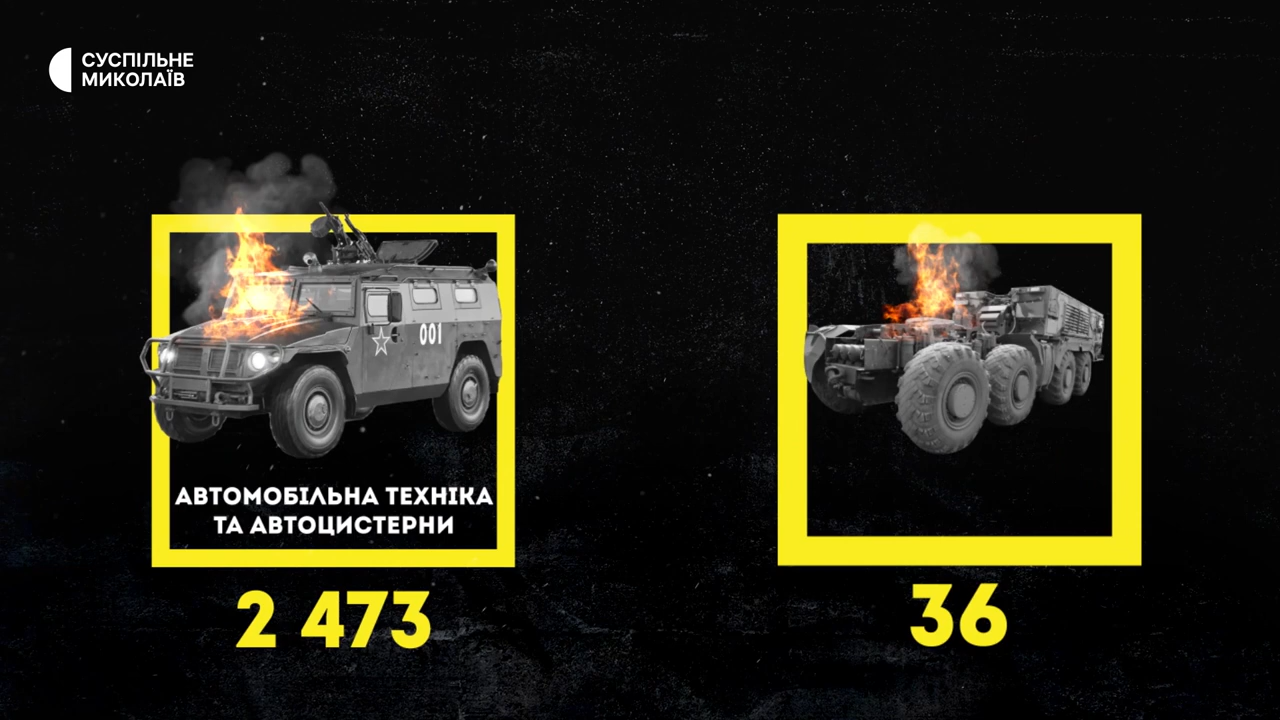 СУСПІЛЬНЕ
МИКОЛАЇВ
001
АВТОМОБІЛЬНА ТЕХНІКА
ТА АВТОЦИСТЕРНИ
2 473
36